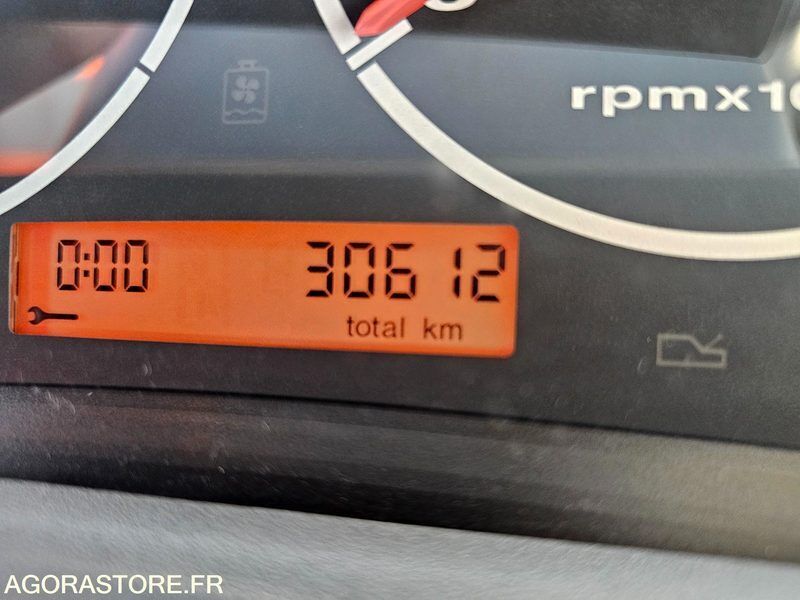 rpmx10
0:00 30612
total km
AGORASTORE.FR